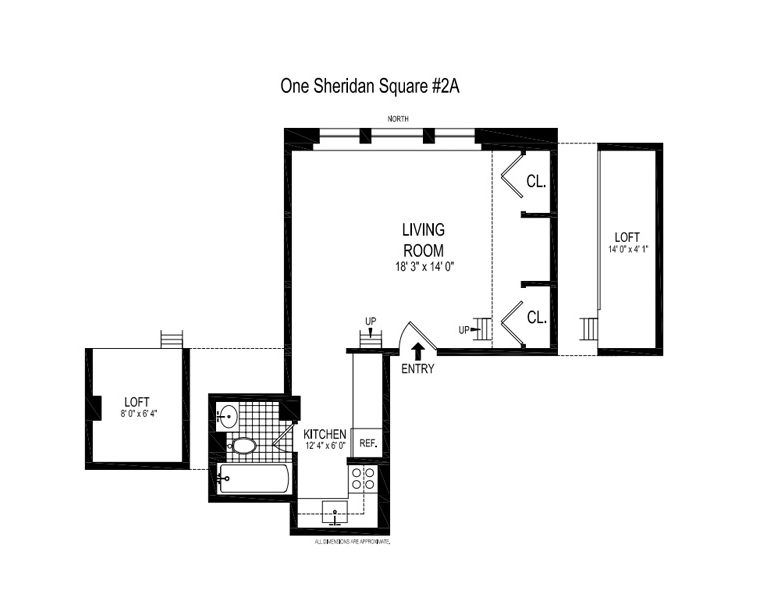 One Sheridan Square #2A
NORTH
CL.
LIVING
ROOM
18' 3" x 14' 0"
LOFT
14' 0" x 4' 1"
CL.
UP
UP
ENTRY
LOFT
8' 0" x 6' 4"
KITCHEN
12' 4" x 6' 0"
REF.
ALL DIMENSIONS ARE APPROXIMATE.